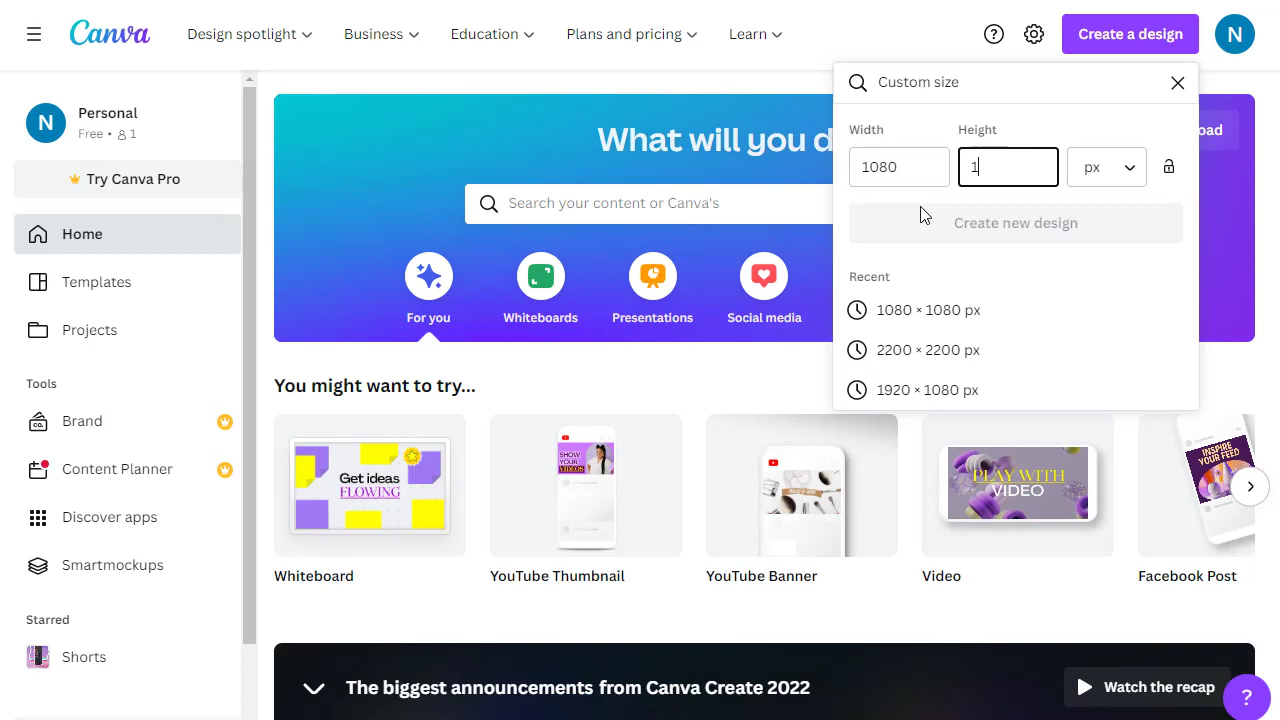 Canva
Design spotlight
Business
Education
Plans and pricing
Learn
Create a design
N
N
Personal
Free • 1
Try Canva Pro
Home
Templates
Projects
Tools
Brand
Content Planner
Discover apps
Smartmockups
Starred
Shorts
What will you d
Search your content or Canva's
For you
Whiteboards
Presentations
Social media
Custom size
Width
Height
1080
1
px
Create new design
Recent
1080 × 1080 px
2200 × 2200 px
1920 × 1080 px
You might want to try...
Get ideas
FLOWING
SHOW
YOUR
VIDEOS
PLAY WITH
VIDEO
INSPIRE
YOUR FEED
Whiteboard
YouTube Thumbnail
YouTube Banner
Video
Facebook Post
The biggest announcements from Canva Create 2022
Watch the recap
?